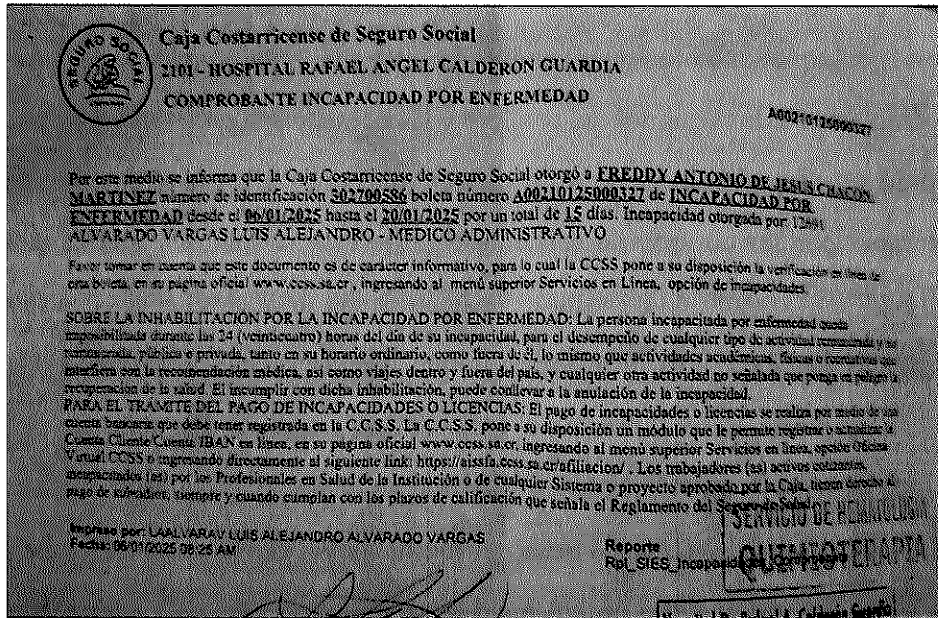 SEGURO SOCIAL
Caja Costarricense de Seguro Social
2101 - HOSPITAL RAFAEL ANGEL CALDERON GUARDIA
COMPROBANTE INCAPACIDAD POR ENFERMEDAD
A00210125000327
Por este medio se informa que la Caja Costarricense de Seguro Social otorgó a FREDDY ANTONIO DE JESUS CHACON
MARTINEZ número de identificación 302700586 boleta número A00210125000327 de INCAPACIDAD POR
ENFERMEDAD desde el 06/01/2025 hasta el 20/01/2025 por un total de 15 días. Incapacidad otorgada por:
ALVARADO VARGAS LUIS ALEJANDRO - MEDICO ADMINISTRATIVO
Favor tomar en cuenta que este documento es de carácter informativo, para lo cual la CCSS pone a su disposición la verificación en línea de
esta boleta, en su página oficial www.ccss.sa.cr , ingresando al menú superior Servicios en Línea, opción de incapacidades.
SOBRE LA INHABILITACION POR LA INCAPACIDAD POR ENFERMEDAD: La persona incapacitada por enfermedad queda
imposibilitada durante las 24 (veinticuatro) horas del día de su incapacidad, para el desempeño de cualquier tipo de actividad remunerada y no
remunerada, pública o privada, tanto en su horario ordinario, como fuera de él, lo mismo que actividades académicas, físicas o recreativas que
interfiera con la recomendación médica, así como viajes dentro y fuera del país, y cualquier otra actividad no señalada que ponga en peligro la
recuperación de la salud. El incumplir con dicha inhabilitación, puede conllevar a la anulación de la incapacidad.
PARA EL TRAMITE DEL PAGO DE INCAPACIDADES O LICENCIAS: El pago de incapacidades o licencias se realiza por medio de una
cuenta bancaria que debe tener registrada en la C.C.S.S. La C.C.S.S. pone a su disposición un módulo que le permite registrar o actualizar la
Cuenta Cliente/Cuenta IBAN en línea, en su página oficial www.ccss.sa.cr, ingresando al menú superior Servicios en línea, opción Oficina
Virtual CCSS o ingresando directamente al siguiente link: https://aissfa.ccss.sa.cr/afiliacion/ . Los trabajadores (as) activos cotizantes,
incapacitados (as) por los Profesionales en Salud de la Institución o de cualquier Sistema o proyecto aprobado por la Caja, tienen derecho al
pago de subsidios, siempre y cuando cumplan con los plazos de calificación que señala el Reglamento del Seguro de Salud.
Impreso por: LAALVARAV LUIS ALEJANDRO ALVARADO VARGAS
Fecha: 06/01/2025 08:25 AM
Reporte
Rpt_SIES_Incapacidades_
SERVICIO DE
QUIMIOTERAPIA
Calderón Guardia